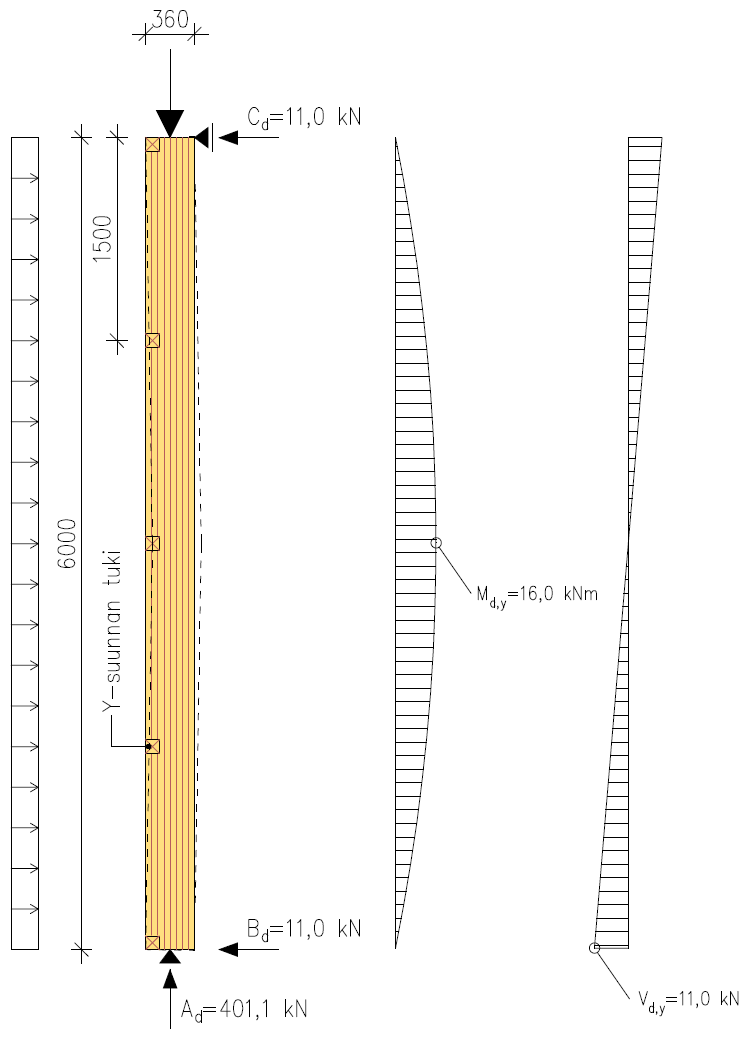 360
C_d=11,0 kN
1500
6000
Y-suunnan tuki
M_d,y=16,0 kNm
B_d=11,0 kN
A_d=401,1 kN
V_d,y=11,0 kN